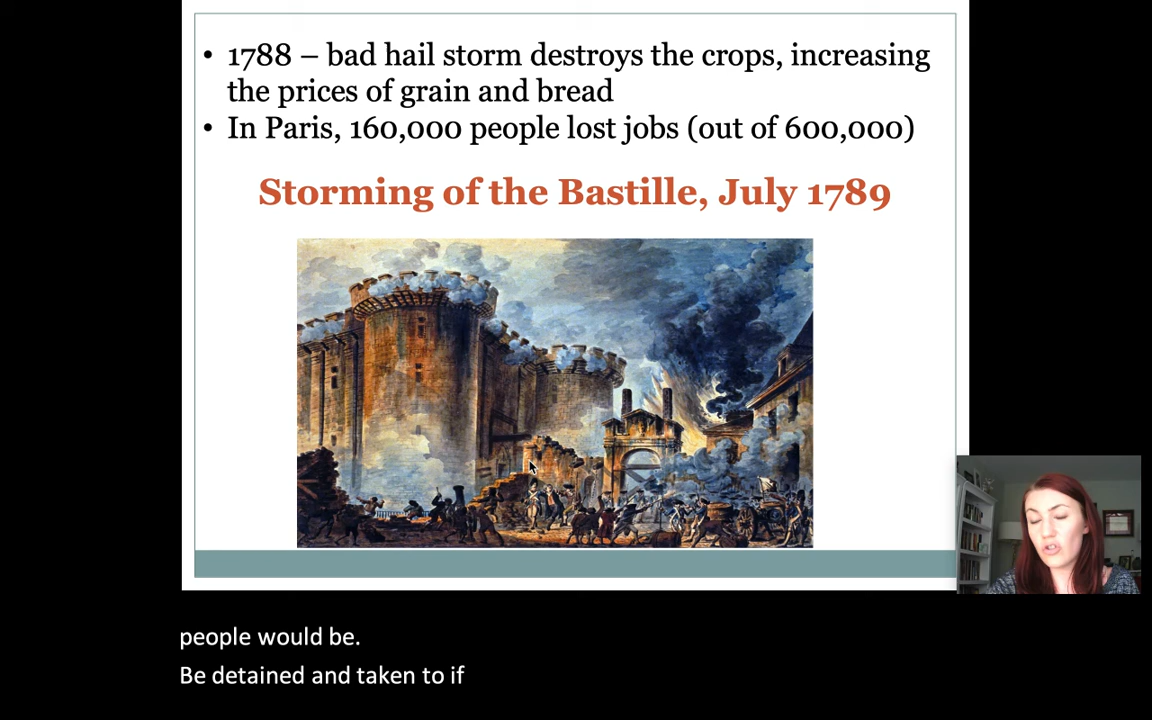 • 1788 – bad hail storm destroys the crops, increasing
the prices of grain and bread
• In Paris, 160,000 people lost jobs (out of 600,000)
Storming of the Bastille, July 1789
people would be.
Be detained and taken to if